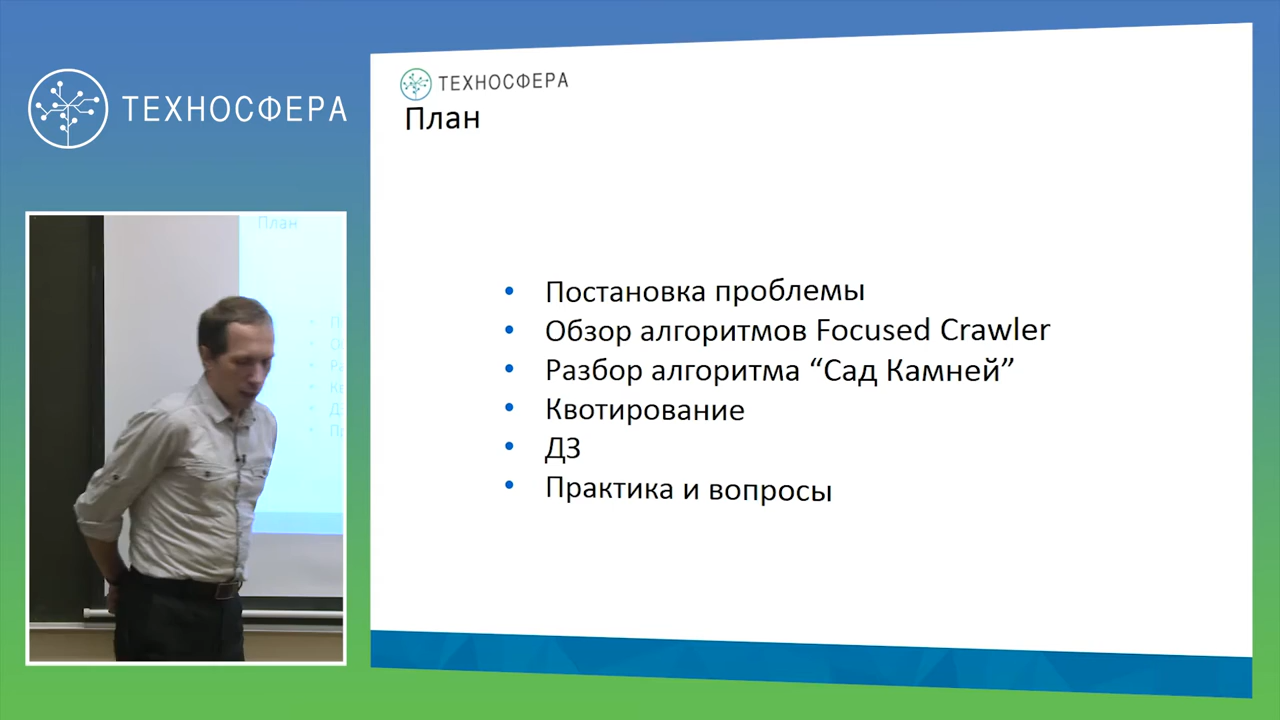 ТЕХНОСФЕРА
ТЕХНОСФЕРА
План
• Постановка проблемы
• Обзор алгоритмов Focused Crawler
• Разбор алгоритма “Сад Камней”
• Квотирование
• ДЗ
• Практика и вопросы
План